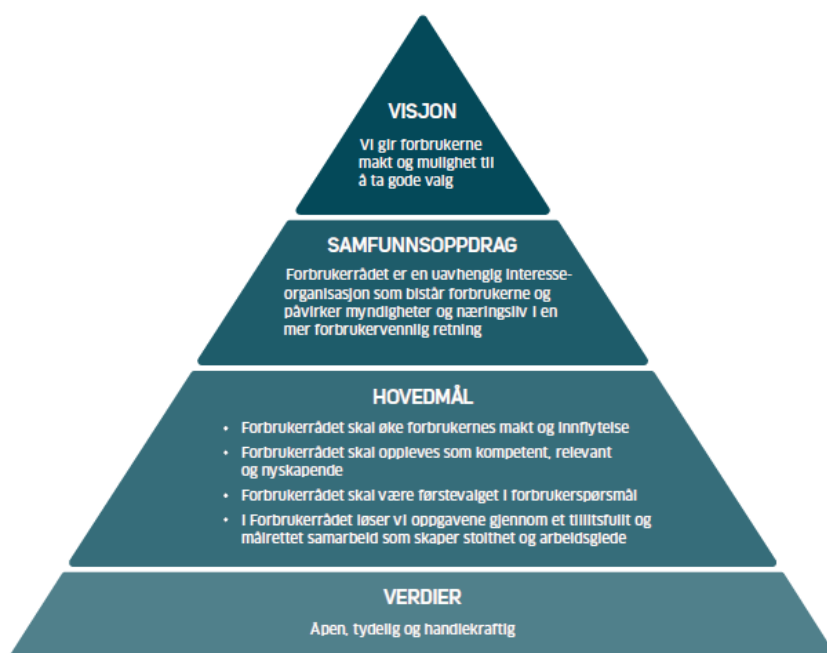 VISJON
Vi gir forbrukerne
makt og mulighet til
å ta gode valg
SAMFUNNSOPPDRAG
Forbrukerrådet er en uavhengig interesse-
organisasjon som bistår forbrukerne og
påvirker myndigheter og næringsliv i en
mer forbrukervennlig retning
HOVEDMÅL
• Forbrukerrådet skal øke forbrukernes makt og innflytelse
• Forbrukerrådet skal oppleves som kompetent, relevant
og nyskapende
• Forbrukerrådet skal være førstevalget i forbrukerspørsmål
• I Forbrukerrådet løser vi oppgavene gjennom et tillitsfullt og
målrettet samarbeid som skaper stolthet og arbeidsglede
VERDIER
Åpen, tydelig og handlekraftig